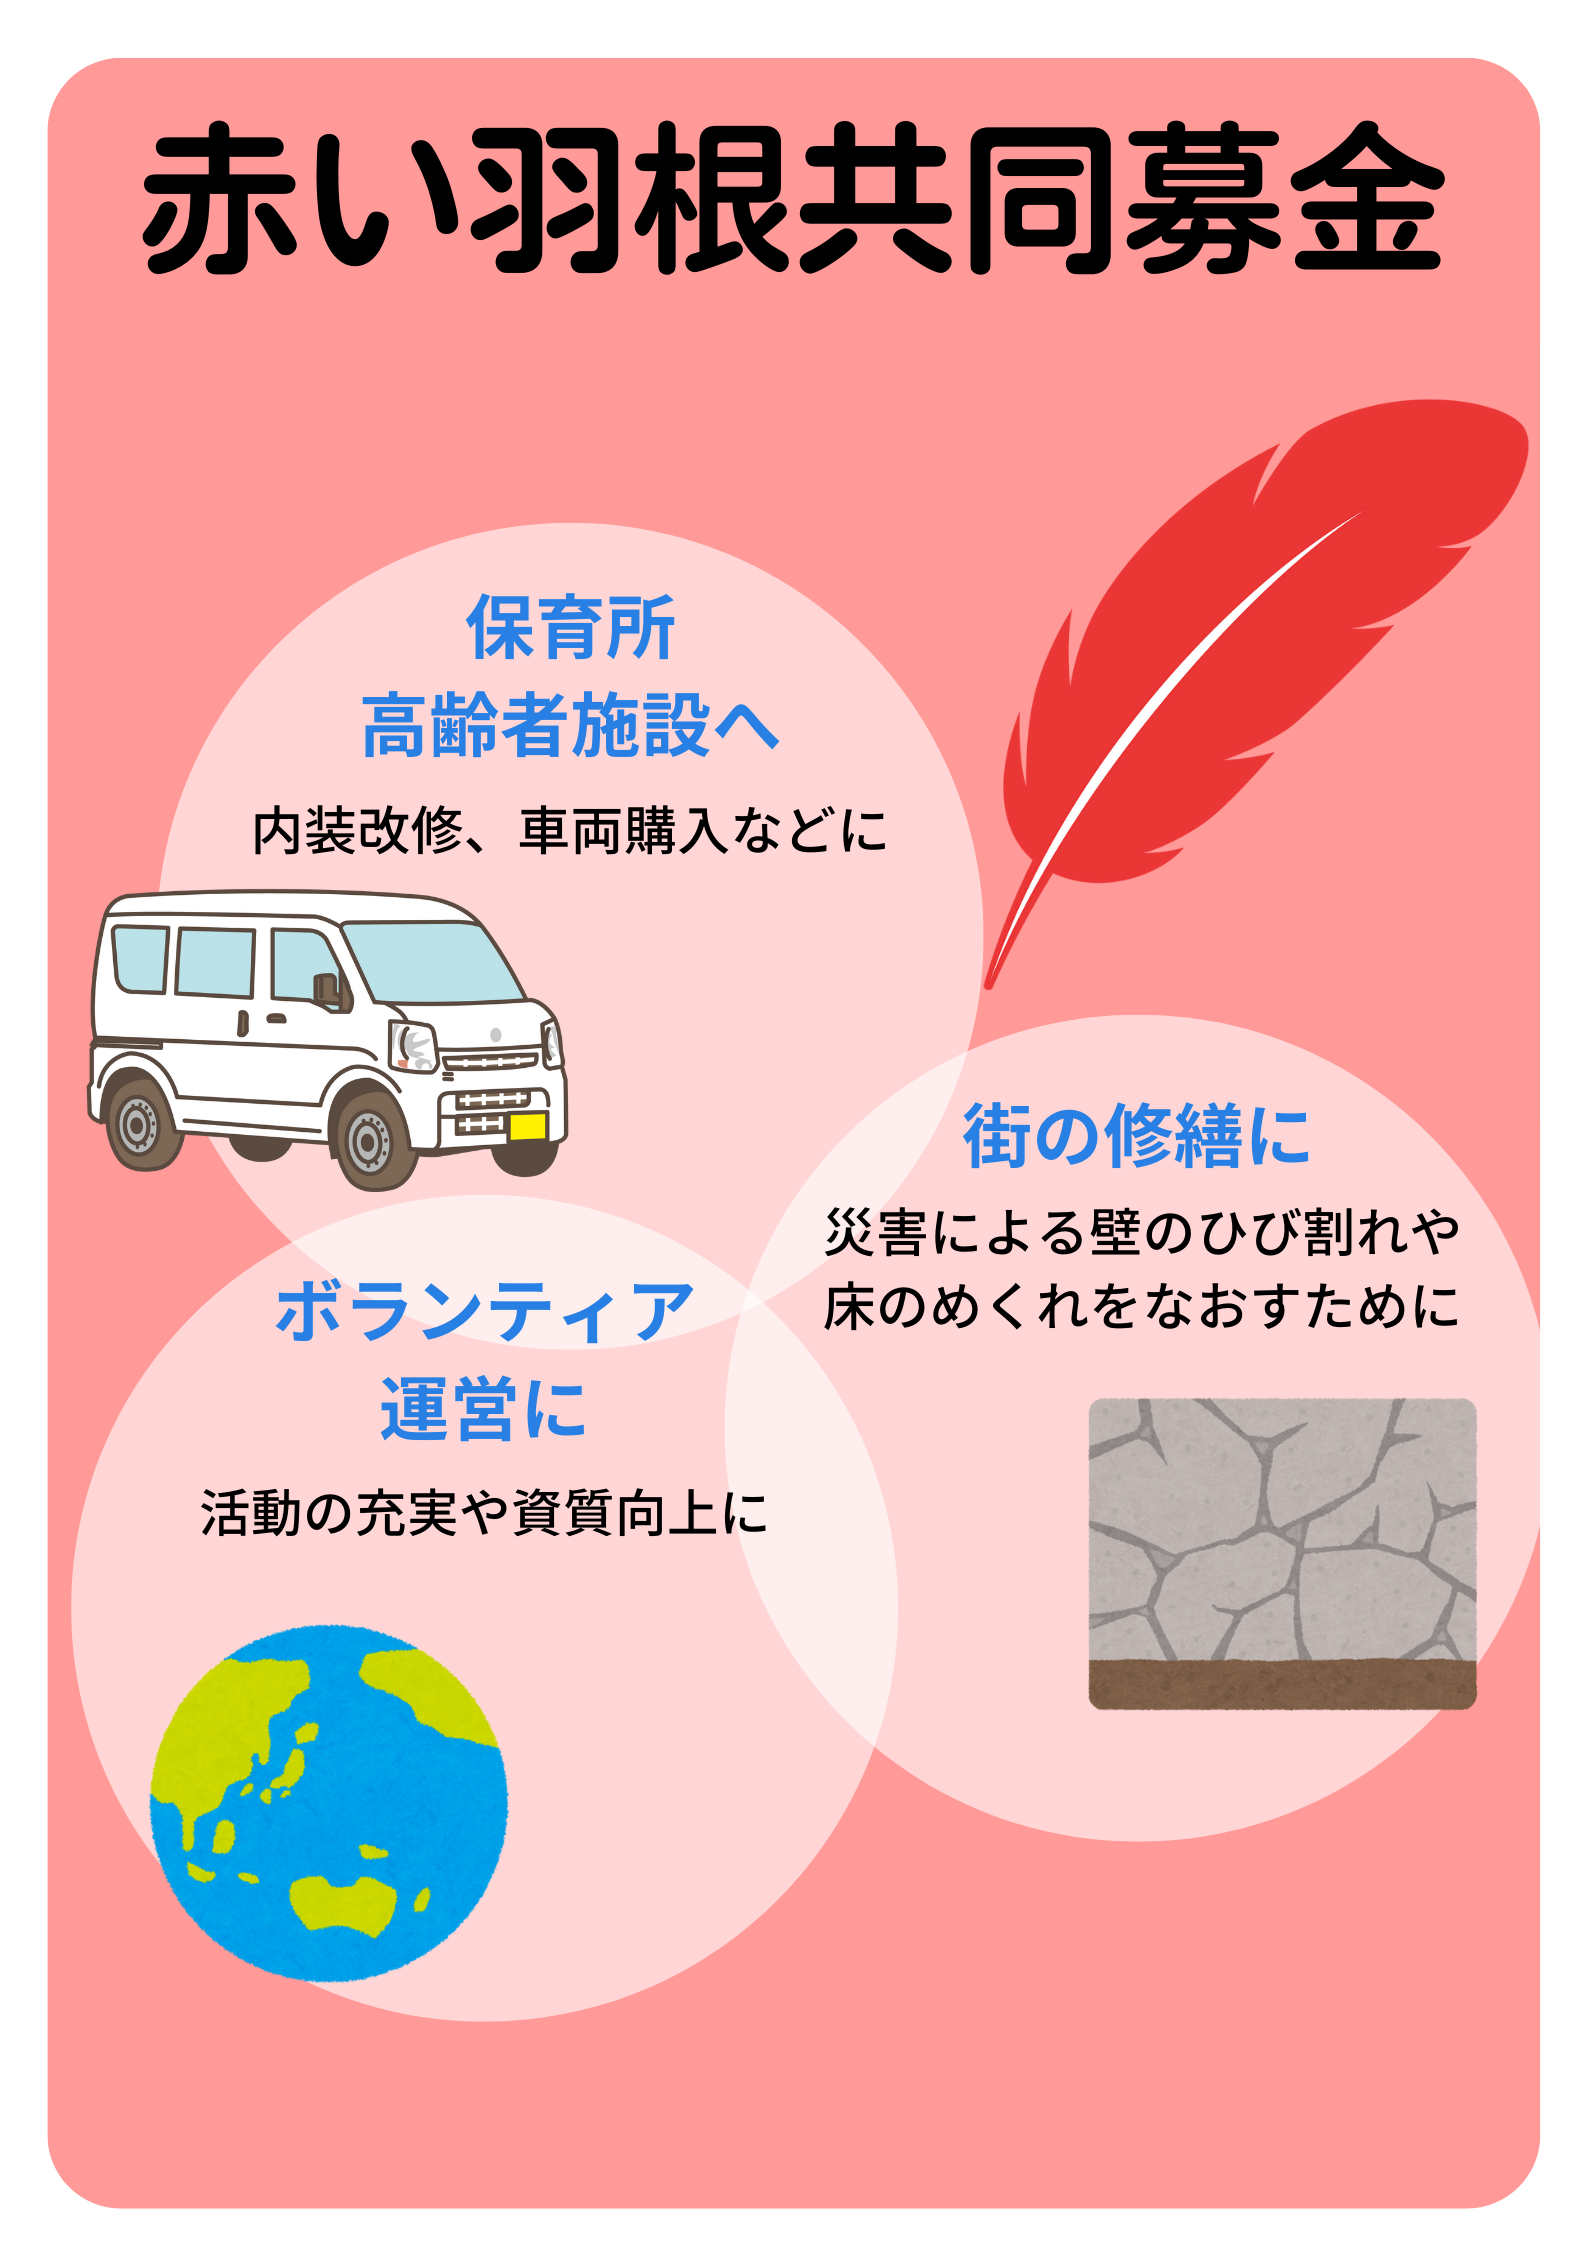 赤い羽根共同募金
保育所
高齢者施設へ
内装改修、車両購入などに
街の修繕に
災害による壁のひび割れや
床のめくれをなおすために
ボランティア
運営に
活動の充実や資質向上に